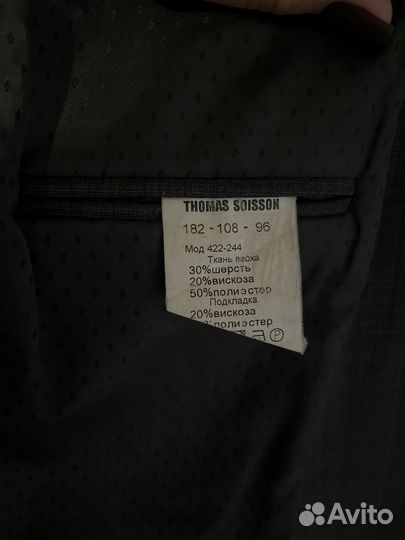 THOMAS SOISSON
182 - 108 - 96
Мод 422-244
Ткань верха
30%шерсть
20%вискоза
50%полиэстер
Подкладка
20%вискоза
%полиэстер
P
Avito